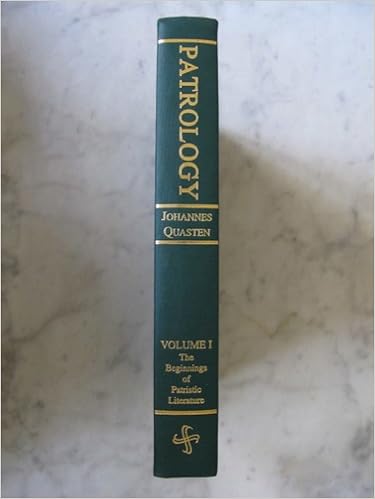 PATROLOGY
JOHANNES
QUASTEN
VOLUME I
The
Beginnings
of
Patristic
Literature